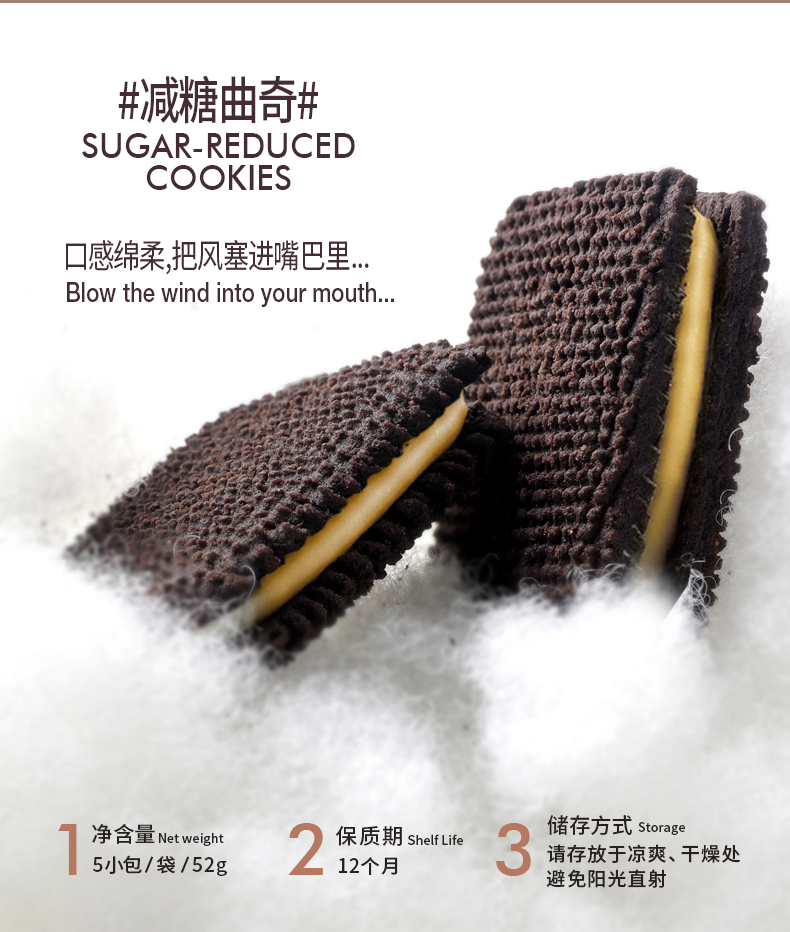 #减糖曲奇#
SUGAR-REDUCED
COOKIES
口感绵柔,把风塞进嘴巴里...
Blow the wind into your mouth...
1 净含量 Net weight
5小包/袋/52g
2 保质期 Shelf Life
12个月
3 储存方式 Storage
请存放于凉爽、干燥处
避免阳光直射